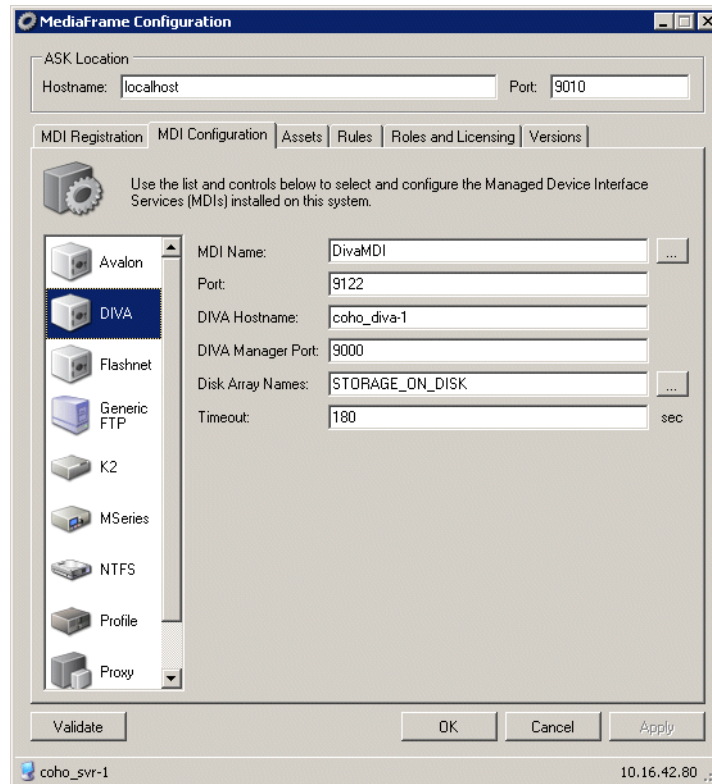 MediaFrame Configuration
ASK Location
Hostname: localhost Port: 9010
MDI Registration MDI Configuration Assets Rules Roles and Licensing Versions
Use the list and controls below to select and configure the Managed Device Interface
Services (MDIs) installed on this system.
Avalon
DIVA
Flashnet
Generic
FTP
K2
MSeries
NTFS
Profile
Proxy
MDI Name: DivaMDI ...
Port: 9122
DIVA Hostname: coho_diva-1
DIVA Manager Port: 9000
Disk Array Names: STORAGE_ON_DISK ...
Timeout: 180 sec
Validate OK Cancel Apply
coho_svr-1 10.16.42.80